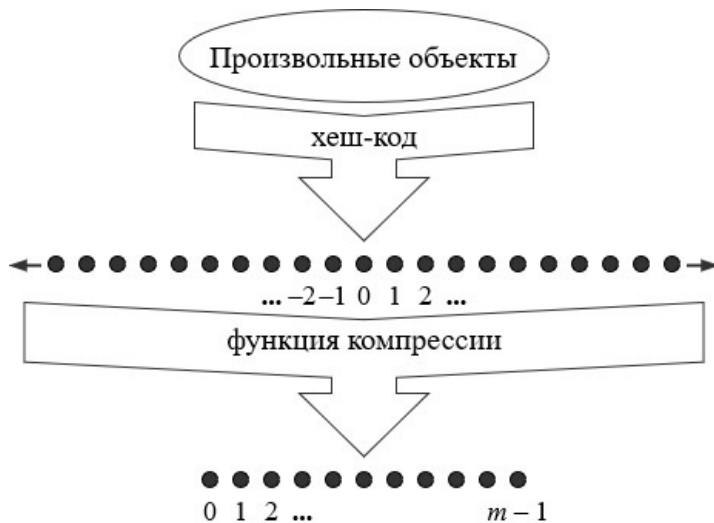 Произвольные объекты
хеш-код
... –2 –1 0 1 2 ...
функция компрессии
0 1 2 ... m – 1